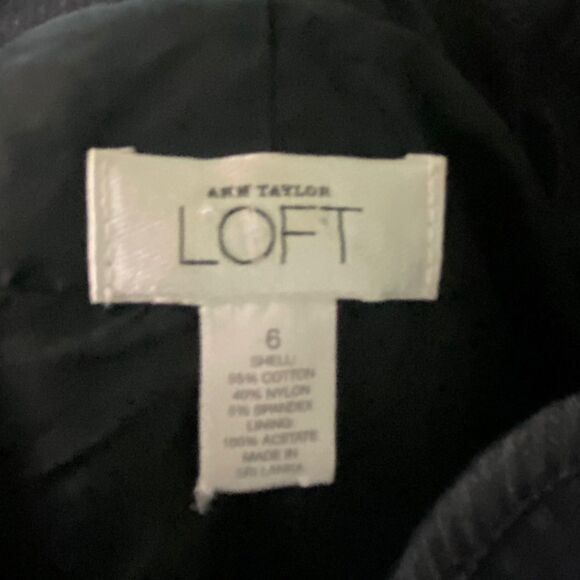 ANN TAYLOR
LOFT
6
SHELL:
55% COTTON
40% NYLON
5% SPANDEX
LINING:
100% ACETATE
MADE IN
SRI LANKA